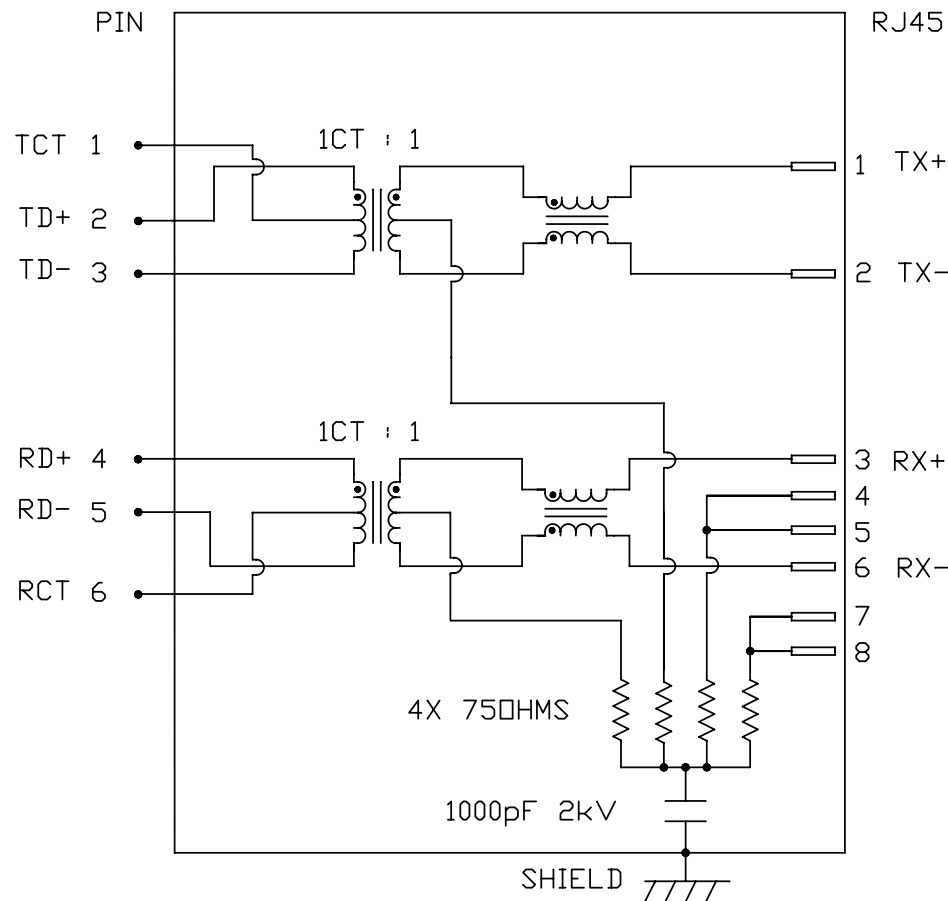 PIN RJ45
TCT 1
1CT : 1
1 TX+
TD+ 2
TD- 3
2 TX-
1CT : 1
RD+ 4
3 RX+
4
RD- 5
5
6 RX-
RCT 6
7
8
4X 75OHMS
1000pF 2kV
SHIELD